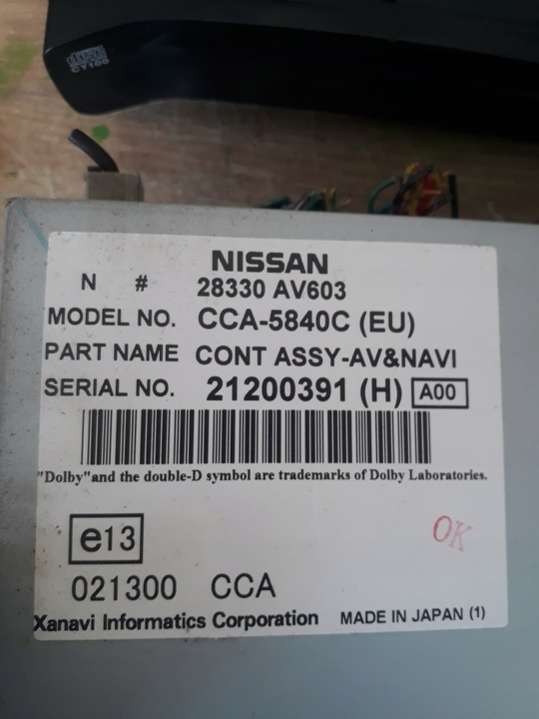 CY160
NISSAN
N # 28330 AV603
MODEL NO. CCA-5840C (EU)
PART NAME CONT ASSY-AV&NAVI
SERIAL NO. 21200391 (H) A00
"Dolby"and the double-D symbol are trademarks of Dolby Laboratories.
e13
OK
021300 CCA
Xanavi Informatics Corporation MADE IN JAPAN (1)